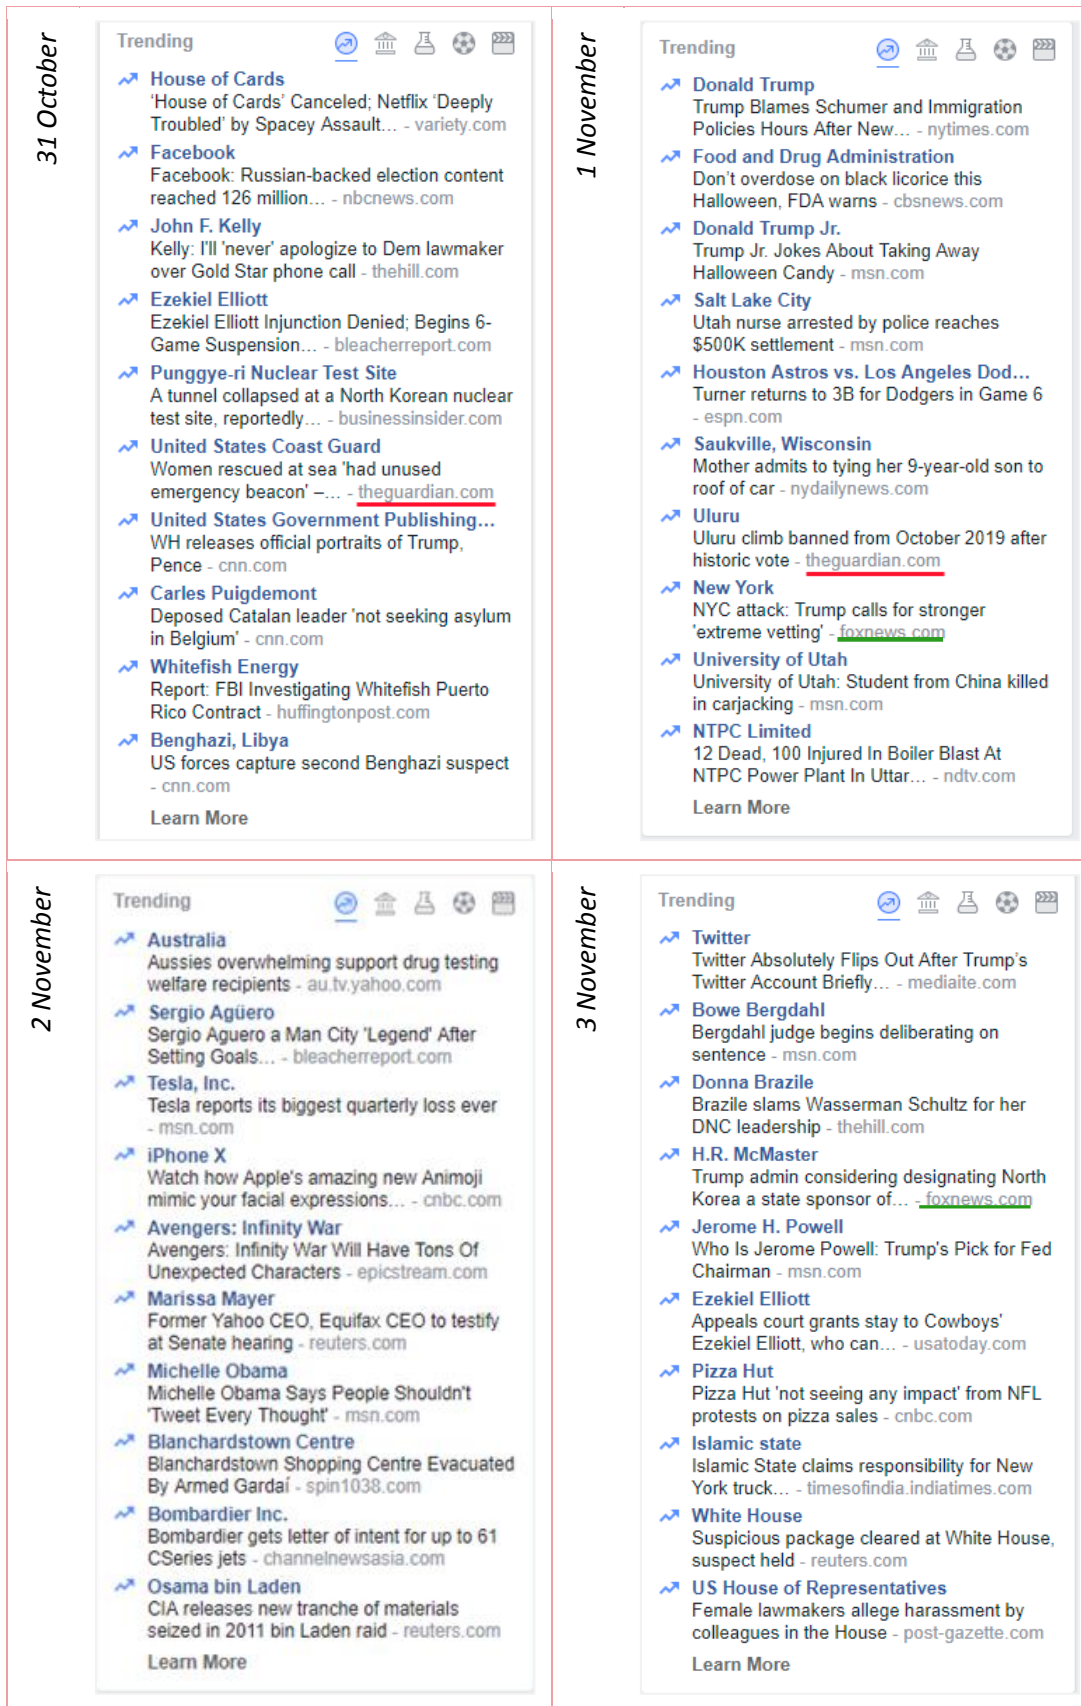 31 October
Trending
House of Cards
‘House of Cards’ Canceled; Netflix ‘Deeply
Troubled’ by Spacey Assault… - variety.com
Facebook
Facebook: Russian-backed election content
reached 126 million… - nbcnews.com
John F. Kelly
Kelly: I'll 'never' apologize to Dem lawmaker
over Gold Star phone call - thehill.com
Ezekiel Elliott
Ezekiel Elliott Injunction Denied; Begins 6-
Game Suspension… - bleacherreport.com
Punggye-ri Nuclear Test Site
A tunnel collapsed at a North Korean nuclear
test site, reportedly… - businessinsider.com
United States Coast Guard
Women rescued at sea 'had unused
emergency beacon' –… - theguardian.com
United States Government Publishing…
WH releases official portraits of Trump,
Pence - cnn.com
Carles Puigdemont
Deposed Catalan leader 'not seeking asylum
in Belgium' - cnn.com
Whitefish Energy
Report: FBI Investigating Whitefish Puerto
Rico Contract - huffingtonpost.com
Benghazi, Libya
US forces capture second Benghazi suspect
- cnn.com
Learn More
1 November
Trending
Donald Trump
Trump Blames Schumer and Immigration
Policies Hours After New… - nytimes.com
Food and Drug Administration
Don’t overdose on black licorice this
Halloween, FDA warns - cbsnews.com
Donald Trump Jr.
Trump Jr. Jokes About Taking Away
Halloween Candy - msn.com
Salt Lake City
Utah nurse arrested by police reaches
$500K settlement - msn.com
Houston Astros vs. Los Angeles Dod…
Turner returns to 3B for Dodgers in Game 6
- espn.com
Saukville, Wisconsin
Mother admits to tying her 9-year-old son to
roof of car - nydailynews.com
Uluru
Uluru climb banned from October 2019 after
historic vote - theguardian.com
New York
NYC attack: Trump calls for stronger
'extreme vetting' - foxnews.com
University of Utah
University of Utah: Student from China killed
in carjacking - msn.com
NTPC Limited
12 Dead, 100 Injured In Boiler Blast At
NTPC Power Plant In Uttar… - ndtv.com
Learn More
2 November
Trending
Australia
Aussies overwhelming support drug testing
welfare recipients - au.tv.yahoo.com
Sergio Agüero
Sergio Aguero a Man City 'Legend' After
Setting Goals… - bleacherreport.com
Tesla, Inc.
Tesla reports its biggest quarterly loss ever
- msn.com
iPhone X
Watch how Apple's amazing new Animoji
mimic your facial expressions… - cnbc.com
Avengers: Infinity War
Avengers: Infinity War Will Have Tons Of
Unexpected Characters - epicstream.com
Marissa Mayer
Former Yahoo CEO, Equifax CEO to testify
at Senate hearing - reuters.com
Michelle Obama
Michelle Obama Says People Shouldn't
'Tweet Every Thought' - msn.com
Blanchardstown Centre
Blanchardstown Shopping Centre Evacuated
By Armed Gardaí - spin1038.com
Bombardier Inc.
Bombardier gets letter of intent for up to 61
CSeries jets - channelnewsasia.com
Osama bin Laden
CIA releases new tranche of materials
seized in 2011 bin Laden raid - reuters.com
Learn More
3 November
Trending
Twitter
Twitter Absolutely Flips Out After Trump’s
Twitter Account Briefly… - mediaite.com
Bowe Bergdahl
Bergdahl judge begins deliberating on
sentence - msn.com
Donna Brazile
Brazile slams Wasserman Schultz for her
DNC leadership - thehill.com
H.R. McMaster
Trump admin considering designating North
Korea a state sponsor of… - foxnews.com
Jerome H. Powell
Who Is Jerome Powell: Trump's Pick for Fed
Chairman - msn.com
Ezekiel Elliott
Appeals court grants stay to Cowboys'
Ezekiel Elliott, who can… - usatoday.com
Pizza Hut
Pizza Hut 'not seeing any impact' from NFL
protests on pizza sales - cnbc.com
Islamic state
Islamic State claims responsibility for New
York truck… - timesofindia.indiatimes.com
White House
Suspicious package cleared at White House,
suspect held - reuters.com
US House of Representatives
Female lawmakers allege harassment by
colleagues in the House - post-gazette.com
Learn More